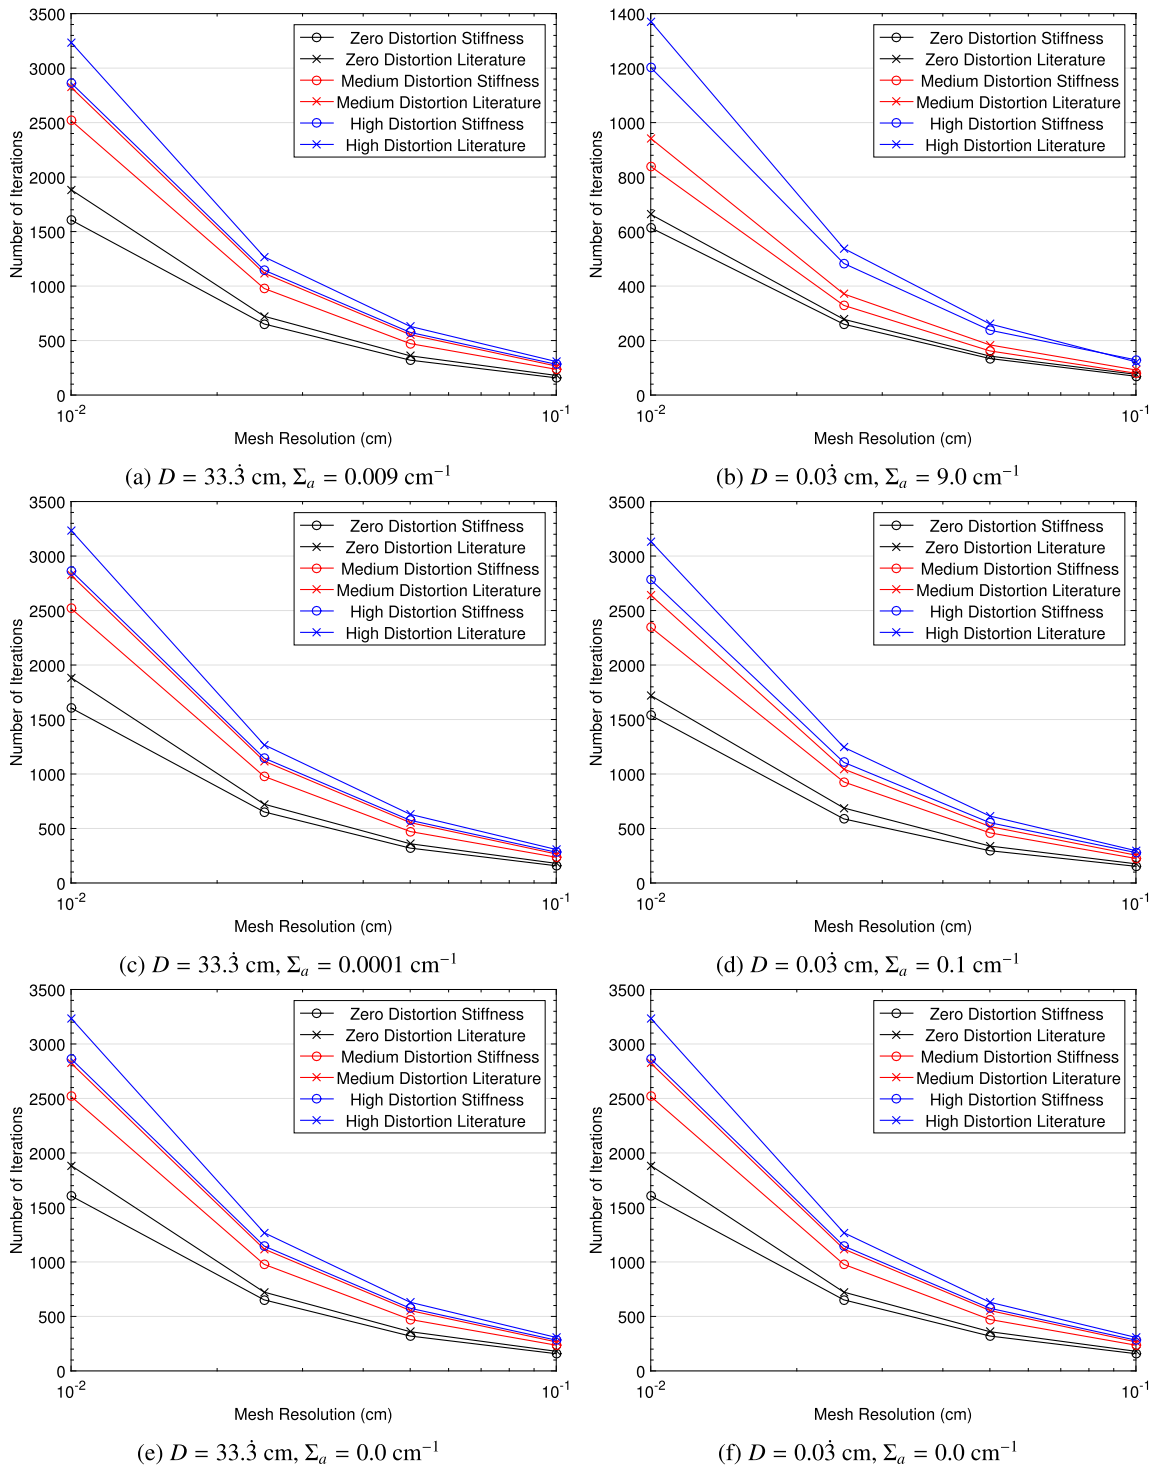 3500
3000
2500
2000
1500
1000
500
0
Number of Iterations
Zero Distortion Stiffness
Zero Distortion Literature
Medium Distortion Stiffness
Medium Distortion Literature
High Distortion Stiffness
High Distortion Literature
10⁻² 10⁻¹
Mesh Resolution (cm)
(a) D = 33.3̇ cm, Σₐ = 0.009 cm⁻¹
1400
1200
1000
800
600
400
200
0
Number of Iterations
Zero Distortion Stiffness
Zero Distortion Literature
Medium Distortion Stiffness
Medium Distortion Literature
High Distortion Stiffness
High Distortion Literature
10⁻² 10⁻¹
Mesh Resolution (cm)
(b) D = 0.03̇ cm, Σₐ = 9.0 cm⁻¹
3500
3000
2500
2000
1500
1000
500
0
Number of Iterations
Zero Distortion Stiffness
Zero Distortion Literature
Medium Distortion Stiffness
Medium Distortion Literature
High Distortion Stiffness
High Distortion Literature
10⁻² 10⁻¹
Mesh Resolution (cm)
(c) D = 33.3̇ cm, Σₐ = 0.0001 cm⁻¹
3500
3000
2500
2000
1500
1000
500
0
Number of Iterations
Zero Distortion Stiffness
Zero Distortion Literature
Medium Distortion Stiffness
Medium Distortion Literature
High Distortion Stiffness
High Distortion Literature
10⁻² 10⁻¹
Mesh Resolution (cm)
(d) D = 0.03̇ cm, Σₐ = 0.1 cm⁻¹
3500
3000
2500
2000
1500
1000
500
0
Number of Iterations
Zero Distortion Stiffness
Zero Distortion Literature
Medium Distortion Stiffness
Medium Distortion Literature
High Distortion Stiffness
High Distortion Literature
10⁻² 10⁻¹
Mesh Resolution (cm)
(e) D = 33.3̇ cm, Σₐ = 0.0 cm⁻¹
3500
3000
2500
2000
1500
1000
500
0
Number of Iterations
Zero Distortion Stiffness
Zero Distortion Literature
Medium Distortion Stiffness
Medium Distortion Literature
High Distortion Stiffness
High Distortion Literature
10⁻² 10⁻¹
Mesh Resolution (cm)
(f) D = 0.03̇ cm, Σₐ = 0.0 cm⁻¹